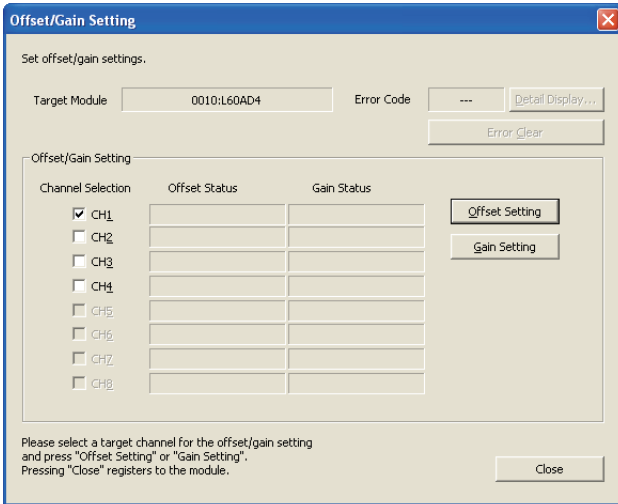 Offset/Gain Setting
Set offset/gain settings.
Target Module 0010:L60AD4 Error Code --- Detail Display...
Error Clear
Offset/Gain Setting
Channel Selection Offset Status Gain Status
CH1 Offset Setting
CH2
CH3 Gain Setting
CH4
CH5
CH6
CH7
CH8
Please select a target channel for the offset/gain setting
and press "Offset Setting" or "Gain Setting".
Pressing "Close" registers to the module.
Close